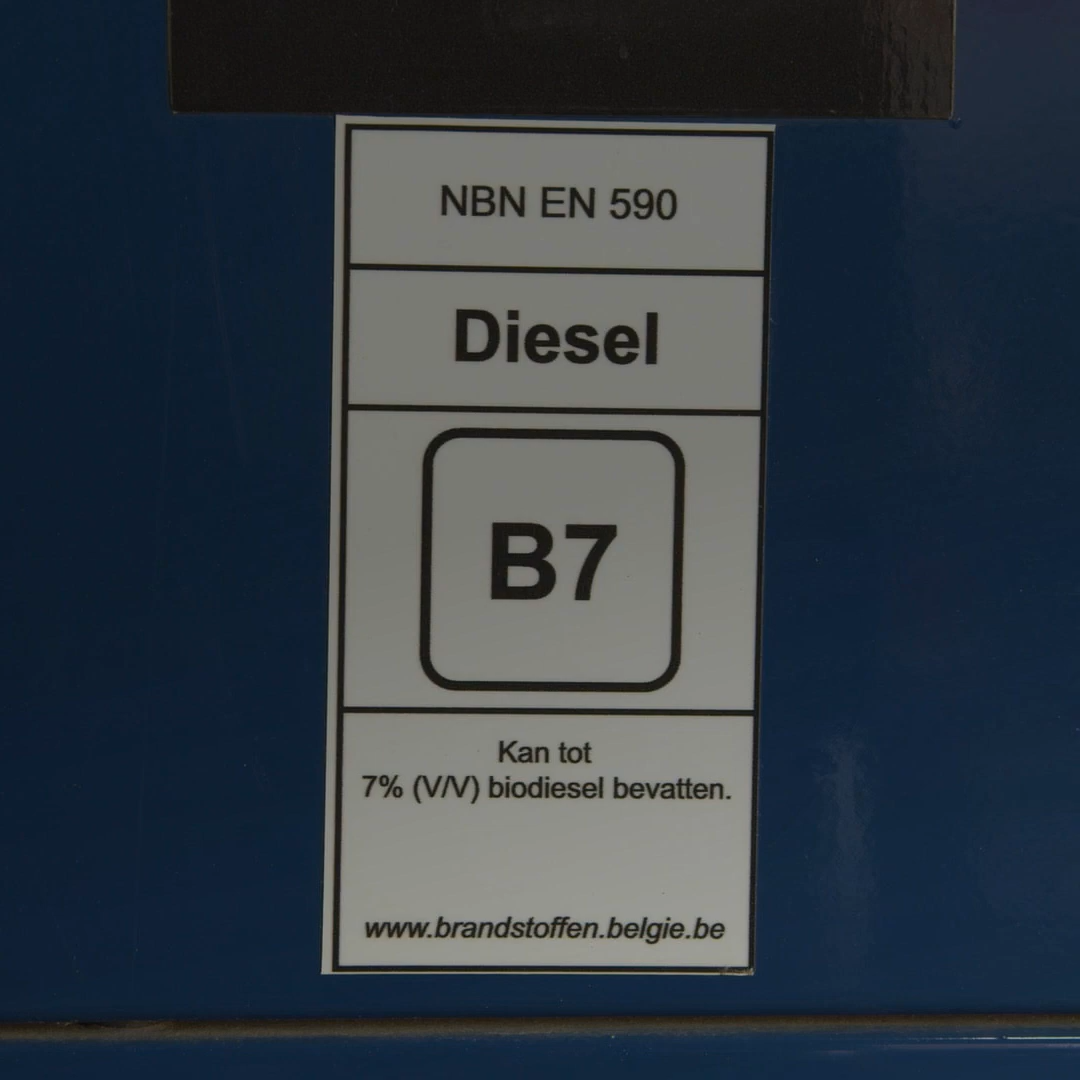 NBN EN 590
Diesel
B7
Kan tot
7% (V/V) biodiesel bevatten.
www.brandstoffen.belgie.be